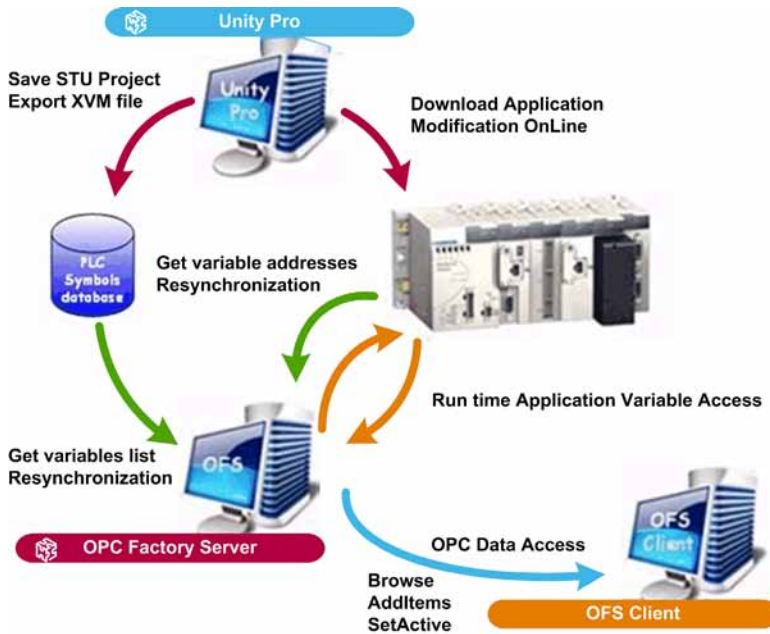 Unity Pro
Save STU Project
Export XVM file
Unity
Pro
Download Application
Modification OnLine
PLC
Symbols
database
Get variable addresses
Resynchronization
Run time Application Variable Access
Get variables list
Resynchronization
OFS
OPC Factory Server
OPC Data Access
Browse
AddItems
SetActive
OFS
Client
OFS Client